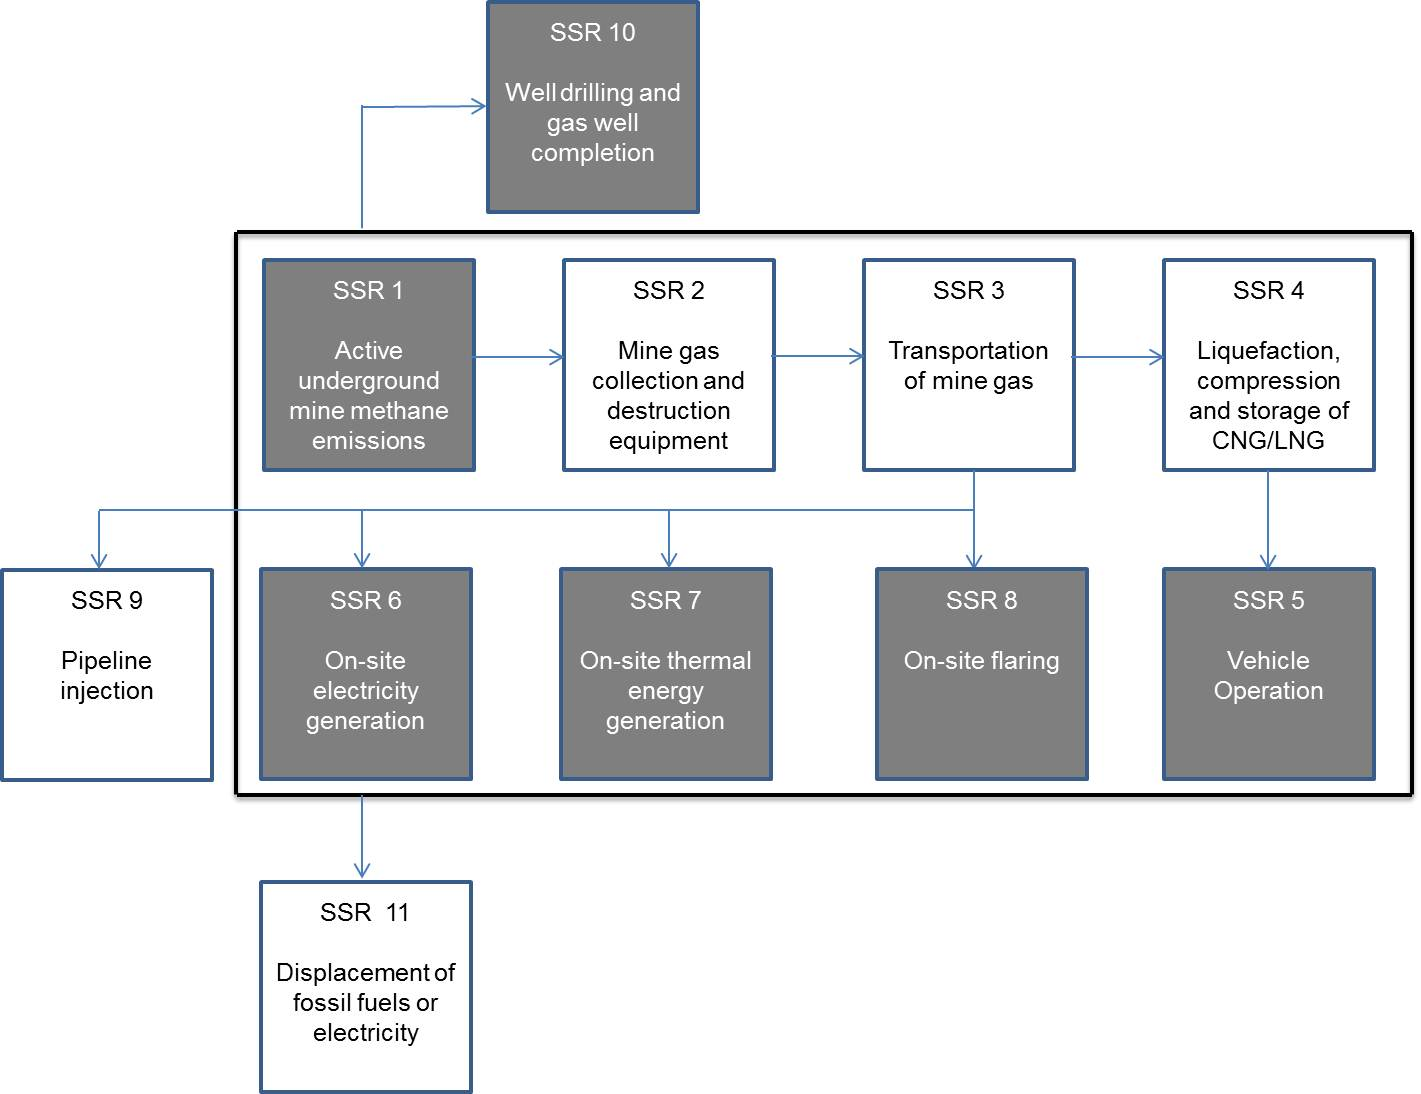 SSR 10
Well drilling and
gas well
completion
SSR 1
Active
underground
mine methane
emissions
SSR 2
Mine gas
collection and
destruction
equipment
SSR 3
Transportation
of mine gas
SSR 4
Liquefaction,
compression
and storage of
CNG/LNG
SSR 9
Pipeline
injection
SSR 6
On-site
electricity
generation
SSR 7
On-site thermal
energy
generation
SSR 8
On-site flaring
SSR 5
Vehicle
Operation
SSR 11
Displacement of
fossil fuels or
electricity